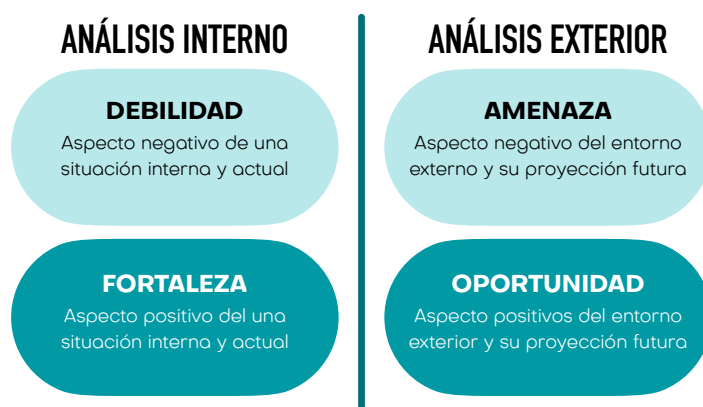 ANÁLISIS INTERNO
DEBILIDAD
Aspecto negativo de una
situación interna y actual
FORTALEZA
Aspecto positivo del una
situación interna y actual
ANÁLISIS EXTERIOR
AMENAZA
Aspecto negativo del entorno
externo y su proyección futura
OPORTUNIDAD
Aspecto positivos del entorno
exterior y su proyección futura